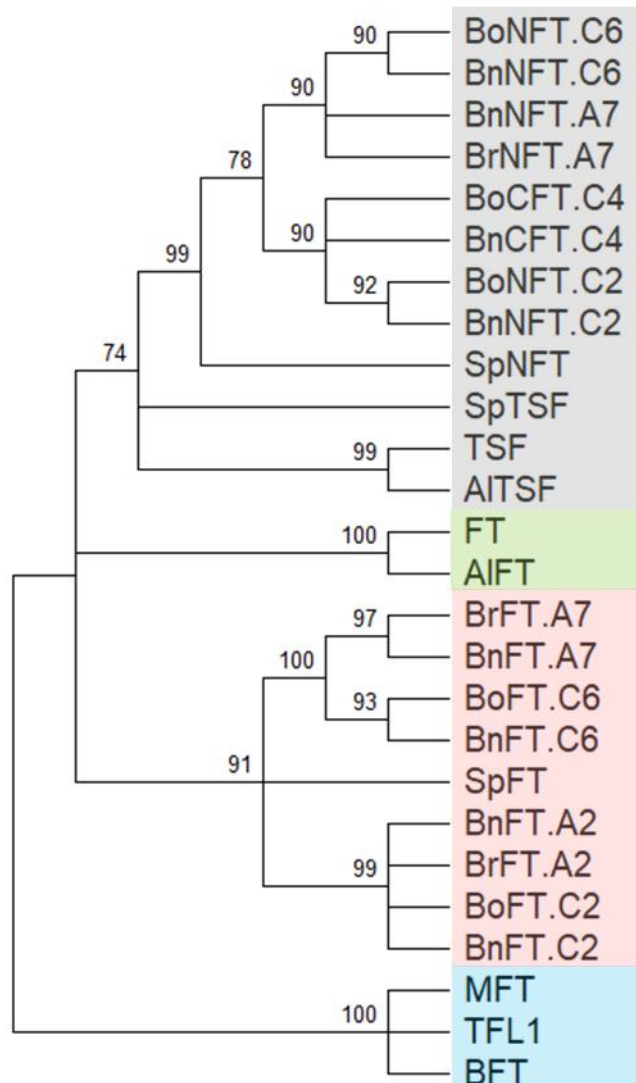 BoNFT.C6
90
BnNFT.C6
90
BnNFT.A7
BrNFT.A7
78
BoCFT.C4
90
BnCFT.C4
99
BoNFT.C2
92
BnNFT.C2
74
SpNFT
SpTSF
TSF
99
AlTSF
FT
100
AlFT
BrFT.A7
97
BnFT.A7
100
BoFT.C6
93
BnFT.C6
91
SpFT
BnFT.A2
BrFT.A2
99
BoFT.C2
BnFT.C2
MFT
100
TFL1
BFT